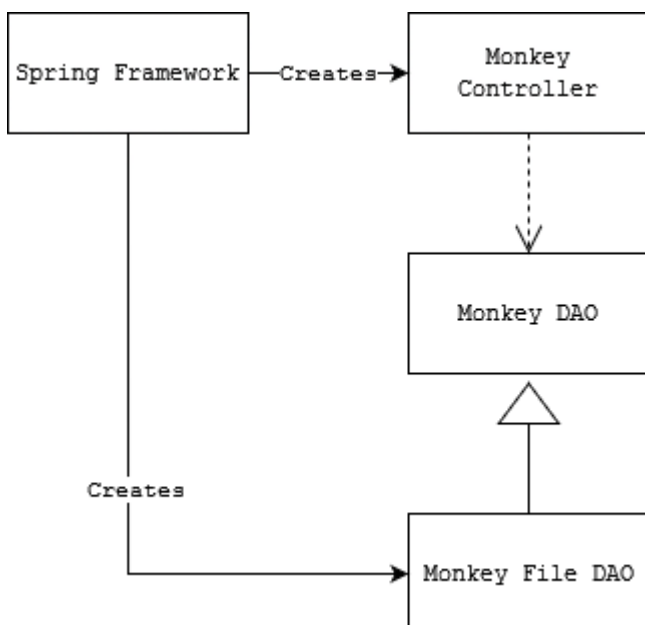 Spring Framework
Creates
Monkey
Controller
Monkey DAO
Creates
Monkey File DAO